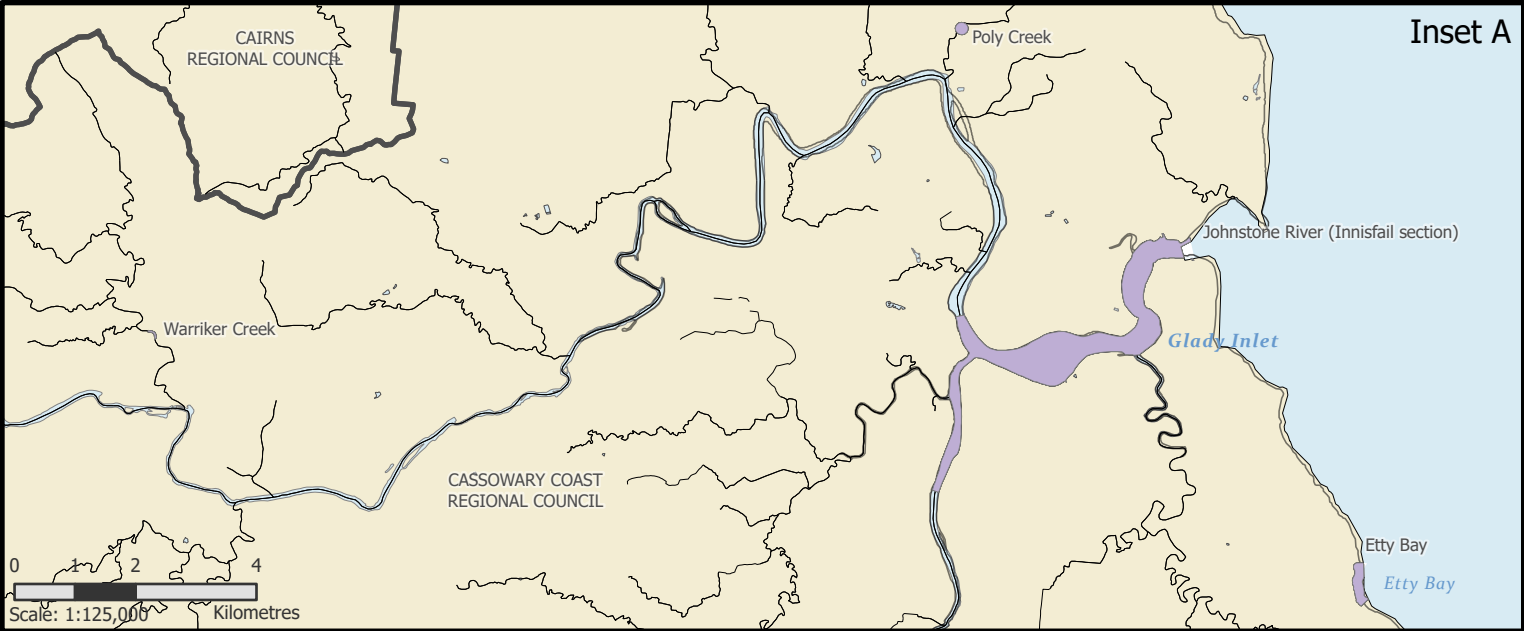 Inset A
CAIRNS
REGIONAL COUNCIL
Poly Creek
Johnstone River (Innisfail section)
Warriker Creek
Glady Inlet
CASSOWARY COAST
REGIONAL COUNCIL
Etty Bay
Etty Bay
0 1 2 4
Scale: 1:125,000 Kilometres